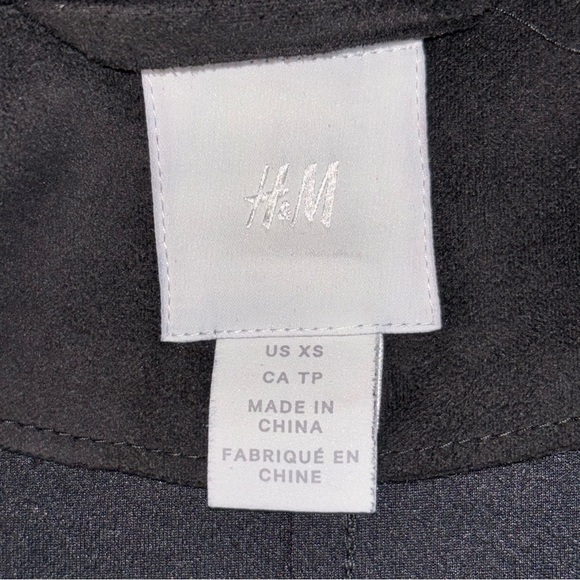 H&M
US XS
CA TP
MADE IN
CHINA
FABRIQUÉ EN
CHINE